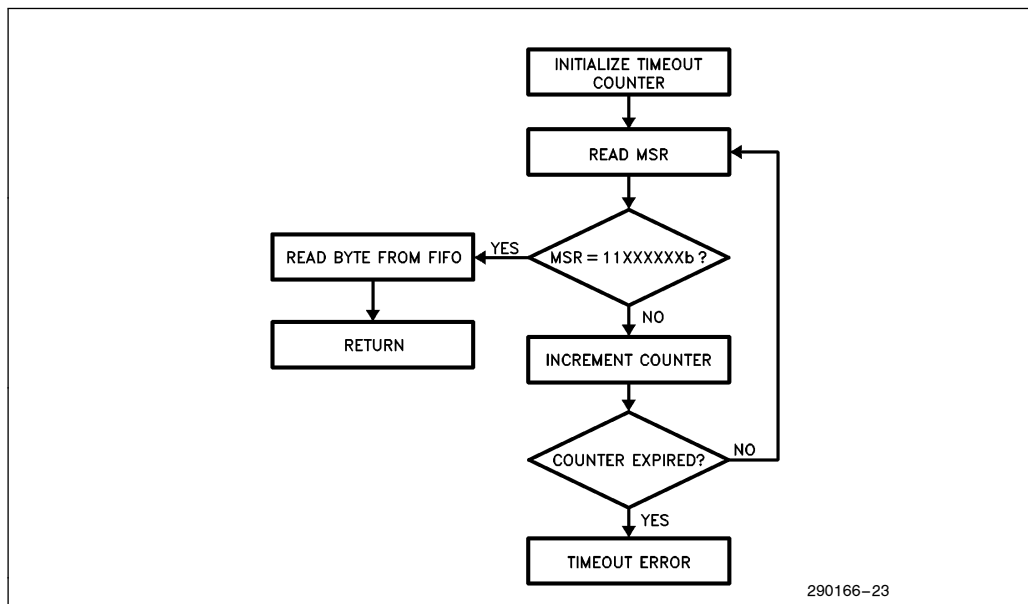 INITIALIZE TIMEOUT
COUNTER
READ MSR
MSR = 11XXXXXXb ?
YES
READ BYTE FROM FIFO
RETURN
NO
INCREMENT COUNTER
COUNTER EXPIRED?
NO
YES
TIMEOUT ERROR
290166–23